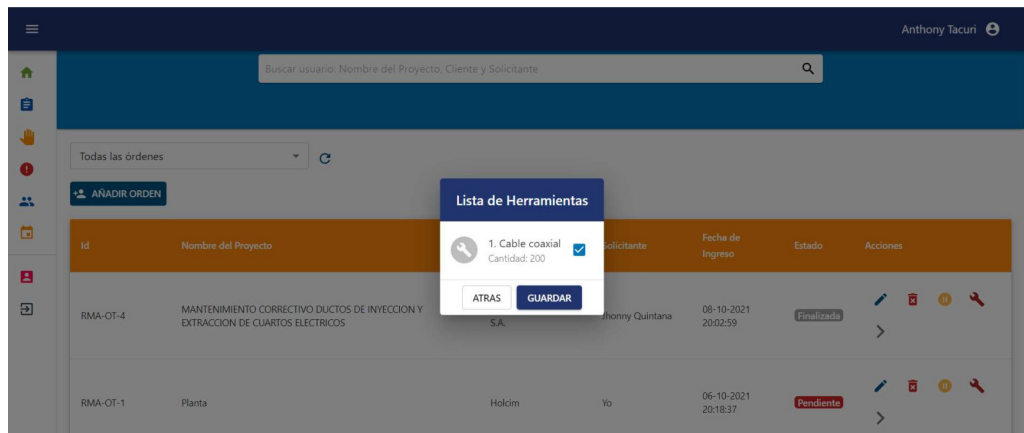 Anthony Tacuri
Buscar usuario: Nombre del Proyecto, Cliente y Solicitante
Todas las órdenes
AÑADIR ORDEN
Lista de Herramientas
1. Cable coaxial
Cantidad: 200
ATRAS GUARDAR
Id Nombre del Proyecto Solicitante Fecha de Ingreso Estado Acciones
RMA-OT-4 MANTENIMIENTO CORRECTIVO DUCTOS DE INYECCION Y EXTRACCION DE CUARTOS ELECTRICOS S.A. Jhonny Quintana 08-10-2021 20:02:59 Finalizada
RMA-OT-1 Planta Holcim Yo 06-10-2021 20:18:37 Pendiente